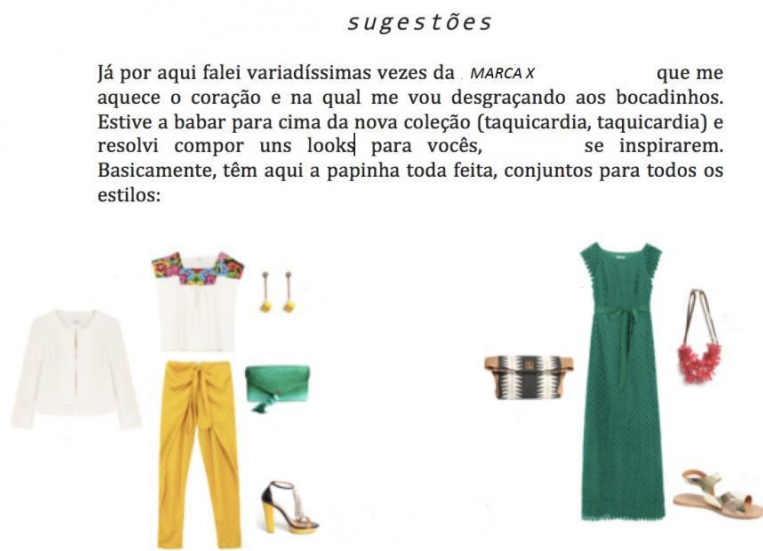 sugestões
Já por aqui falei variadíssimas vezes da MARCA X que me
aquece o coração e na qual me vou desgraçando aos bocadinhos.
Estive a babar para cima da nova coleção (taquicardia, taquicardia) e
resolvi compor uns looks para vocês, se inspirarem.
Basicamente, têm aqui a papinha toda feita, conjuntos para todos os
estilos: